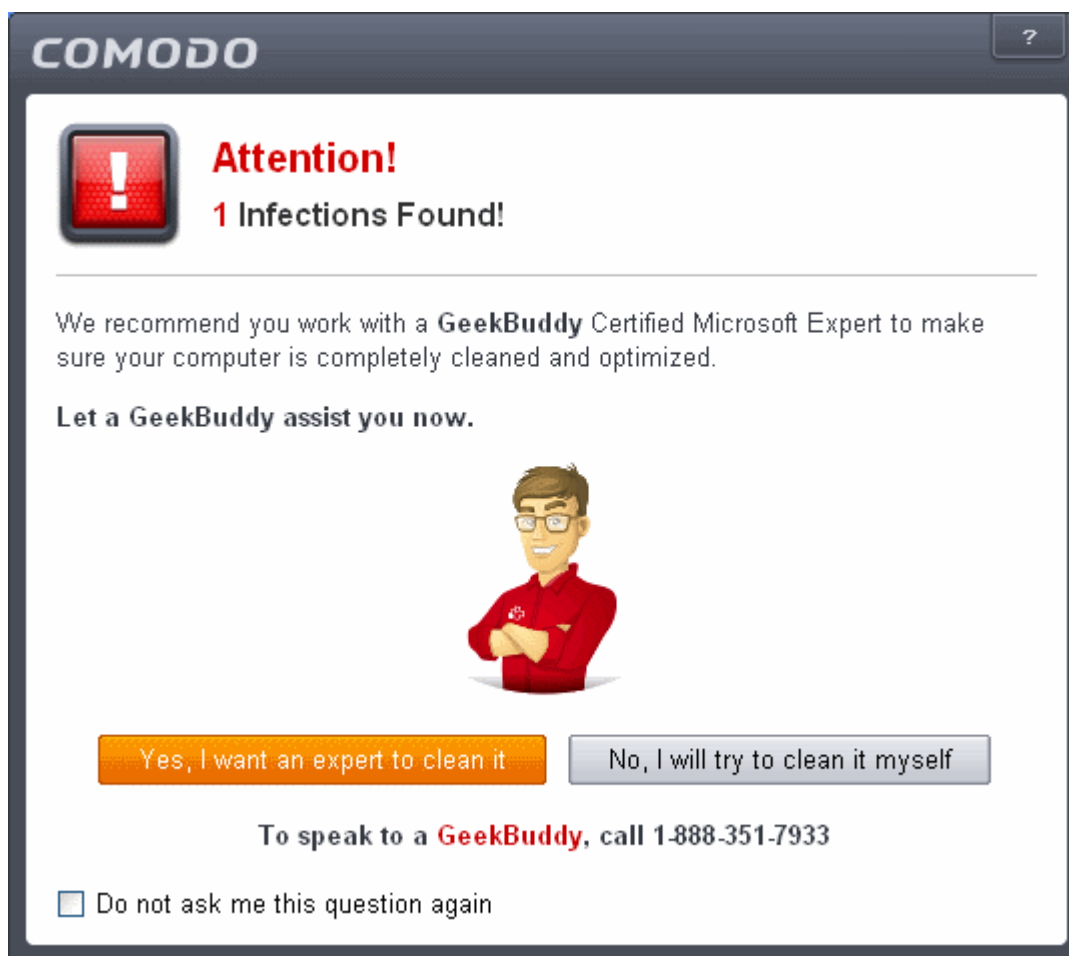 COMODO
?
Attention!
1 Infections Found!
We recommend you work with a GeekBuddy Certified Microsoft Expert to make
sure your computer is completely cleaned and optimized.
Let a GeekBuddy assist you now.
Yes, I want an expert to clean it
No, I will try to clean it myself
To speak to a GeekBuddy, call 1-888-351-7933
Do not ask me this question again